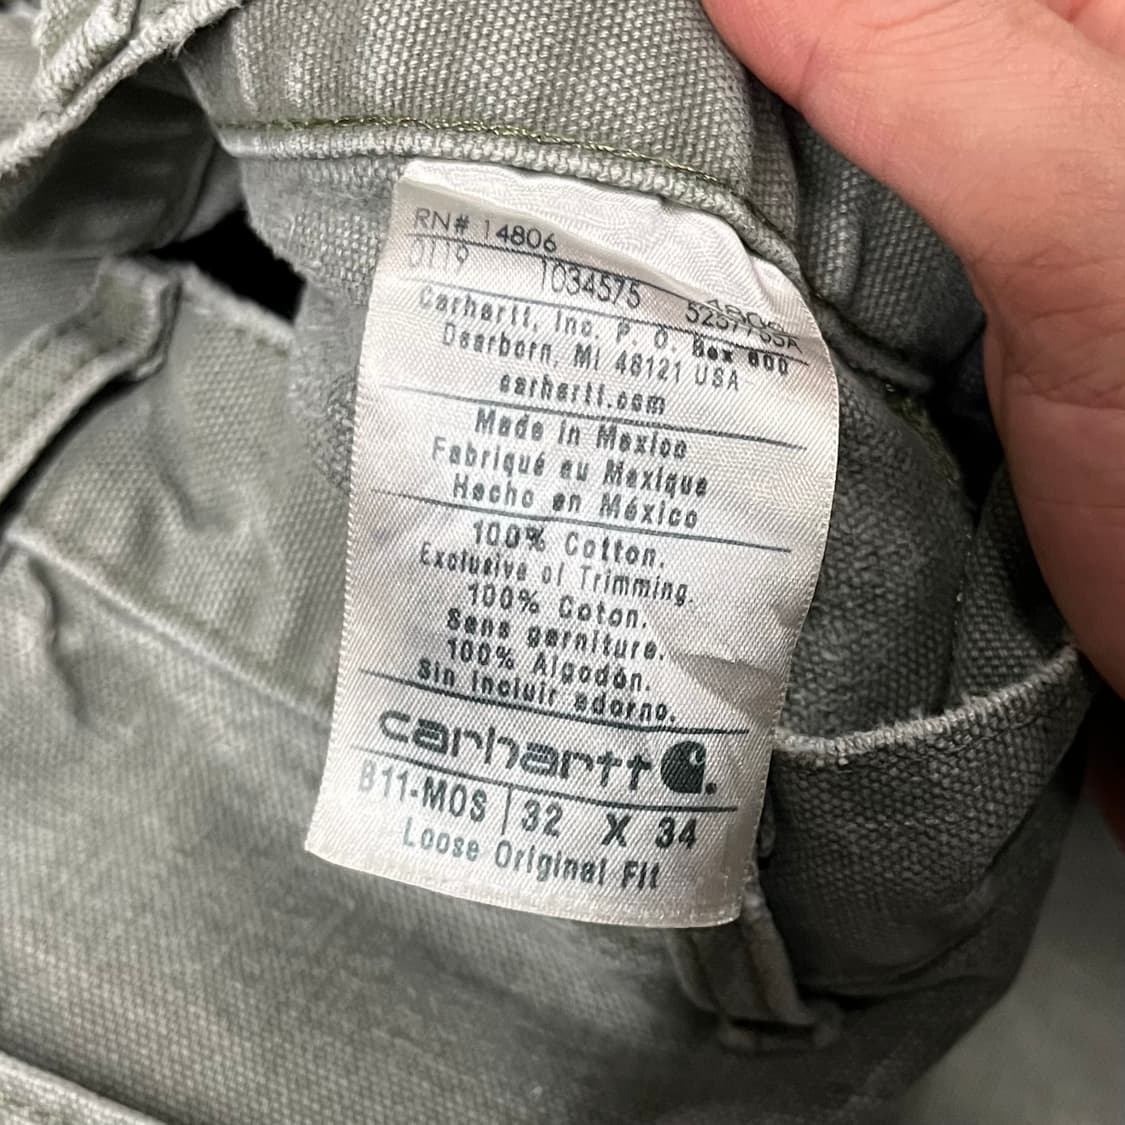 RN# 14806
0119 1034575
Carhartt, Inc. P. O. Box 600
Dearborn, MI 48121 USA
carhartt.com
Made in Mexico
Fabriqué au Mexique
Hecho en México
100% Cotton.
Exclusive of Trimming.
100% Coton.
Sans garniture.
100% Algodón.
Sin incluir adorno.
carhartt
B11-MOS | 32 X 34
Loose Original Fit